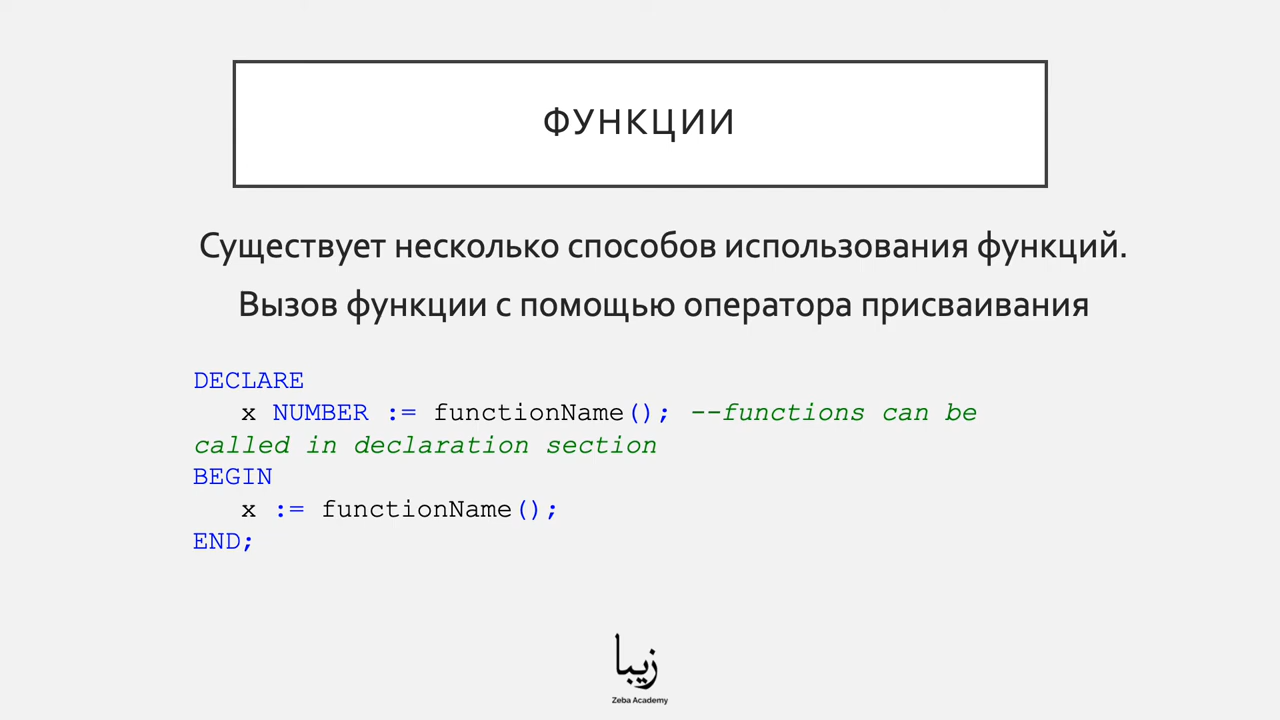 ФУНКЦИИ
Существует несколько способов использования функций.
Вызов функции с помощью оператора присваивания
DECLARE
x NUMBER := functionName(); --functions can be
called in declaration section
BEGIN
x := functionName();
END;
زيبا
Zeba Academy